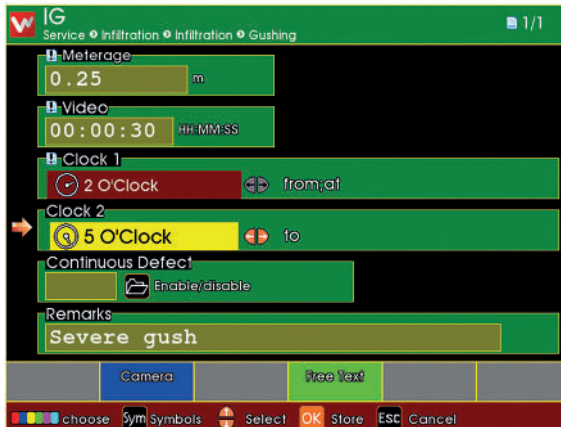 IG
1/1
Service Infiltration Infiltration Gushing
Meterage
0.25 m
Video
00:00:30 HH:MM:SS
Clock 1
2 O'Clock from;at
Clock 2
5 O'Clock to
Continuous Defect
Enable/disable
Remarks
Severe gush
Camera Free Text
choose Sym Symbols Select OK Store Esc Cancel